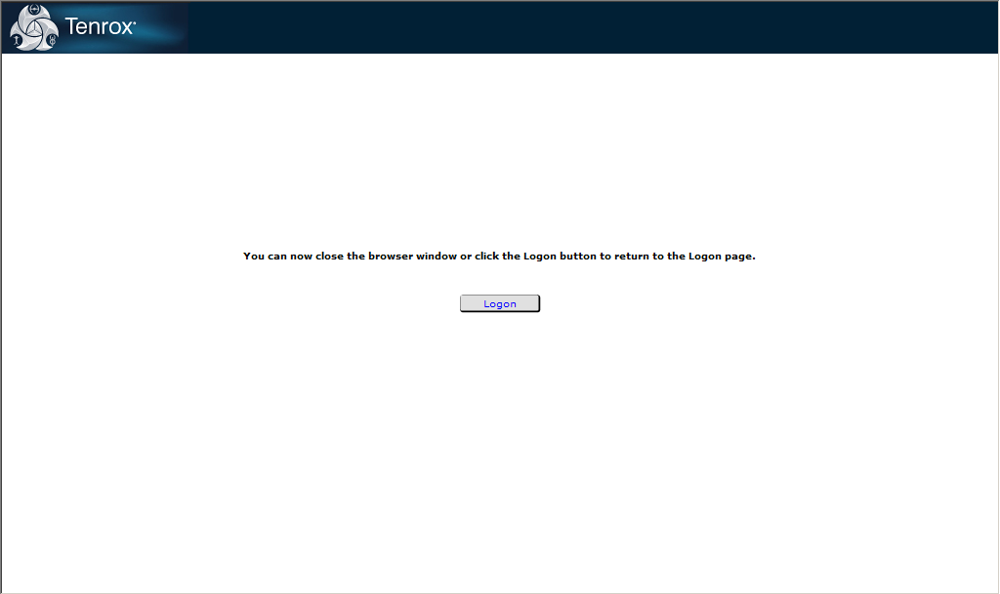 Tenrox
You can now close the browser window or click the Logon button to return to the Logon page.
Logon